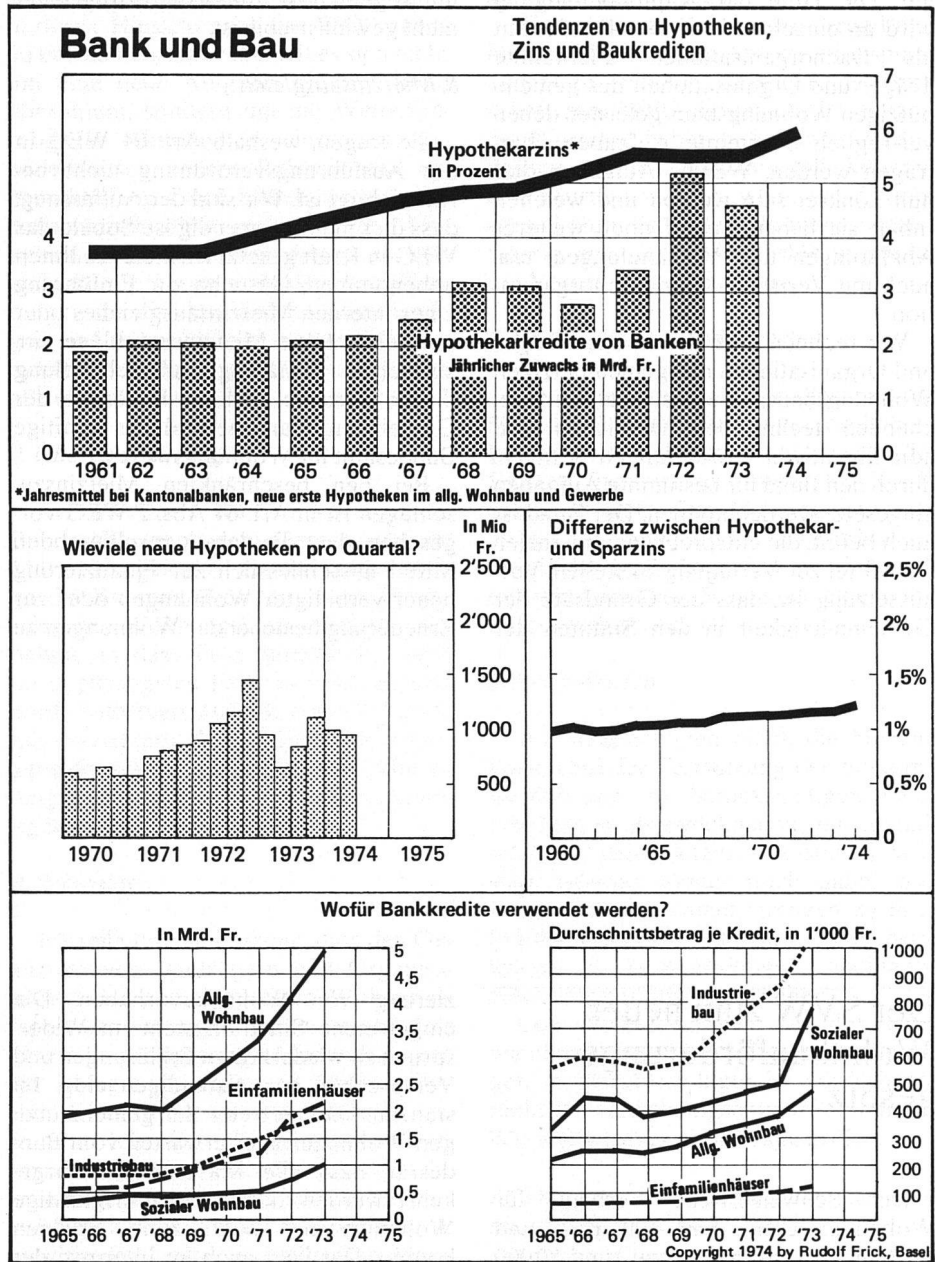 Bank und Bau
Tendenzen von Hypotheken,
Zins und Baukrediten
7
6
5
4
3
2
1
0
4
3
2
1
0
Hypothekarzins*
in Prozent
Hypothekarkredite von Banken
Jährlicher Zuwachs in Mrd. Fr.
1961 '62 '63 '64 '65 '66 '67 '68 '69 '70 '71 '72 '73 '74 '75
*Jahresmittel bei Kantonalbanken, neue erste Hypotheken im allg. Wohnbau und Gewerbe
Wieviele neue Hypotheken pro Quartal?
In Mio
Fr.
2'500
2'000
1'500
1'000
500
1970 1971 1972 1973 1974 1975
Differenz zwischen Hypothekar-
und Sparzins
2,5%
2%
1,5%
1%
0,5%
0
1960 '65 '70 '74
Wofür Bankkredite verwendet werden?
In Mrd. Fr.
5
4
3,5
3
2,5
2
1,5
1
0,5
0
Allg.
Wohnbau
Einfamilienhäuser
Industriebau
Sozialer Wohnbau
1965 '66 '67 '68 '69 '70 '71 '72 '73 '74 '75
Durchschnittsbetrag je Kredit, in 1'000 Fr.
1'000
900
800
700
600
500
400
300
200
100
Industrie-
bau
Sozialer
Wohnbau
Allg. Wohnbau
Einfamilienhäuser
1965 66 '67 '68 '69 '70 '71 '72 '73 '74 '75
Copyright 1974 by Rudolf Frick, Basel